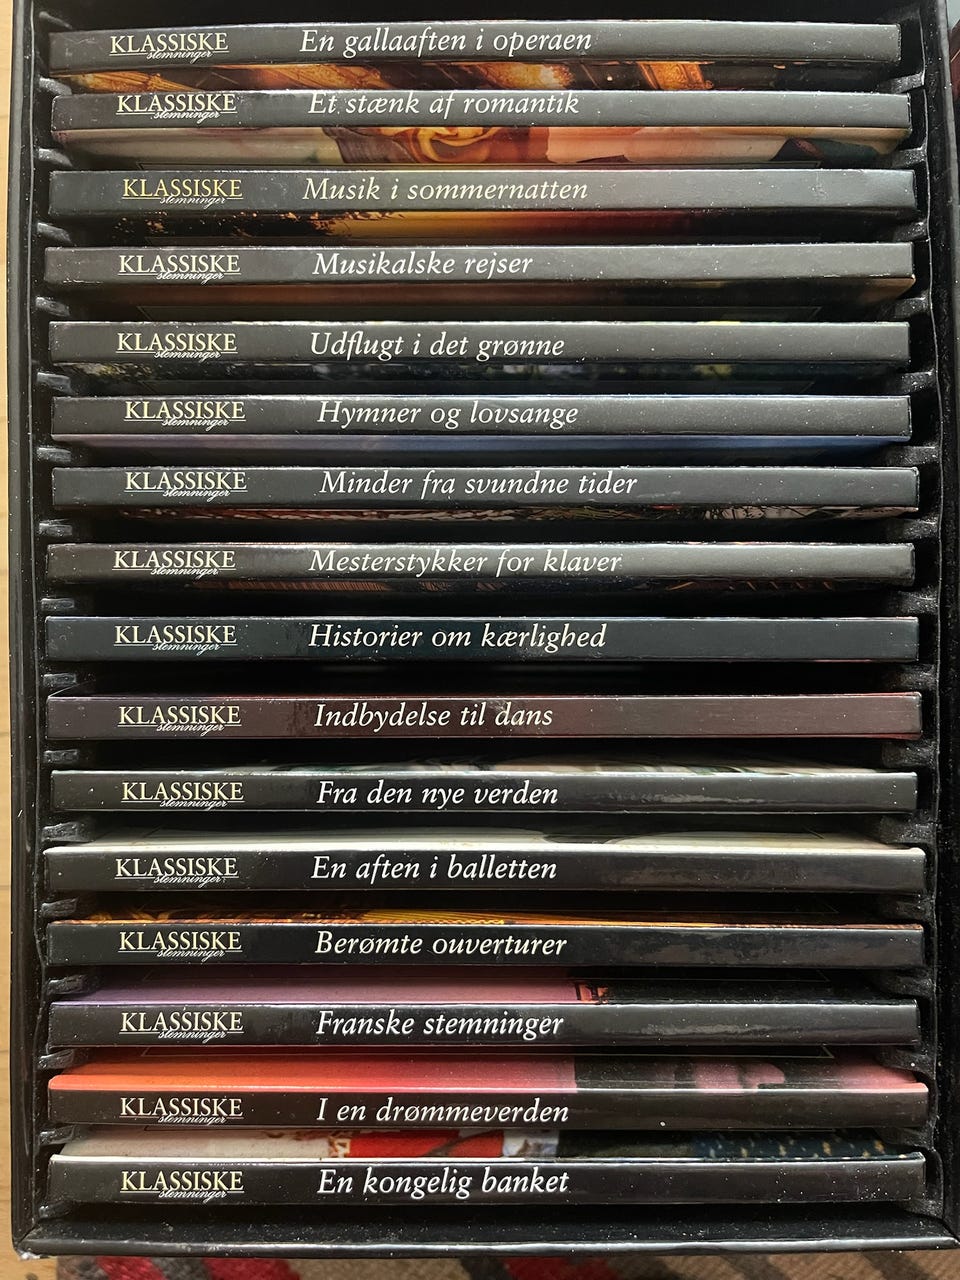 KLASSISKE En gallaaften i operaen
stemninger
KLASSISKE Et stænk af romantik
stemninger
KLASSISKE Musik i sommernatten
stemninger
KLASSISKE Musikalske rejser
stemninger
KLASSISKE Udflugt i det grønne
stemninger
KLASSISKE Hymner og lovsange
stemninger
KLASSISKE Minder fra svundne tider
stemninger
KLASSISKE Mesterstykker for klaver
stemninger
KLASSISKE Historier om kærlighed
stemninger
KLASSISKE Indbydelse til dans
stemninger
KLASSISKE Fra den nye verden
stemninger
KLASSISKE En aften i balletten
stemninger
KLASSISKE Berømte ouverturer
stemninger
KLASSISKE Franske stemninger
stemninger
KLASSISKE I en drømmeverden
stemninger
KLASSISKE En kongelig banket
stemninger